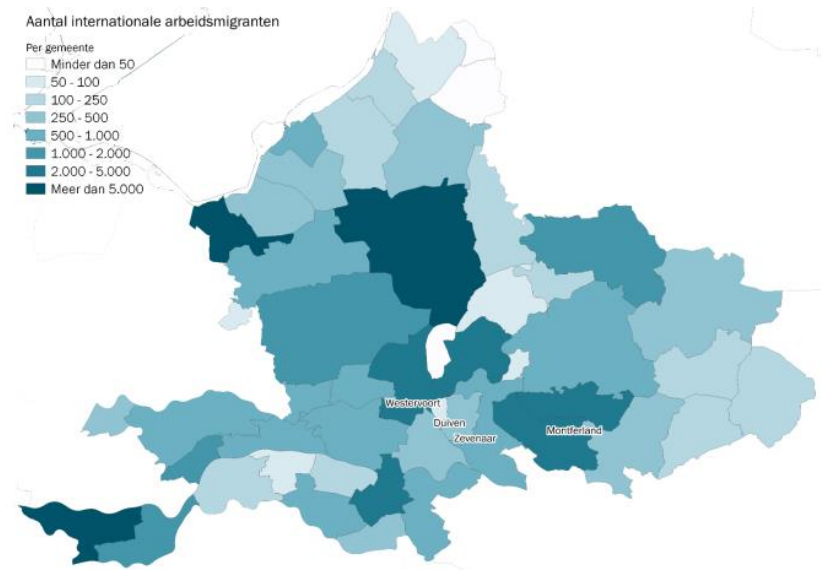 Aantal internationale arbeidsmigranten
Per gemeente
Minder dan 50
50 - 100
100 - 250
250 - 500
500 - 1.000
1.000 - 2.000
2.000 - 5.000
Meer dan 5.000
Westervoort
Duiven
Montferland
Zevenaar